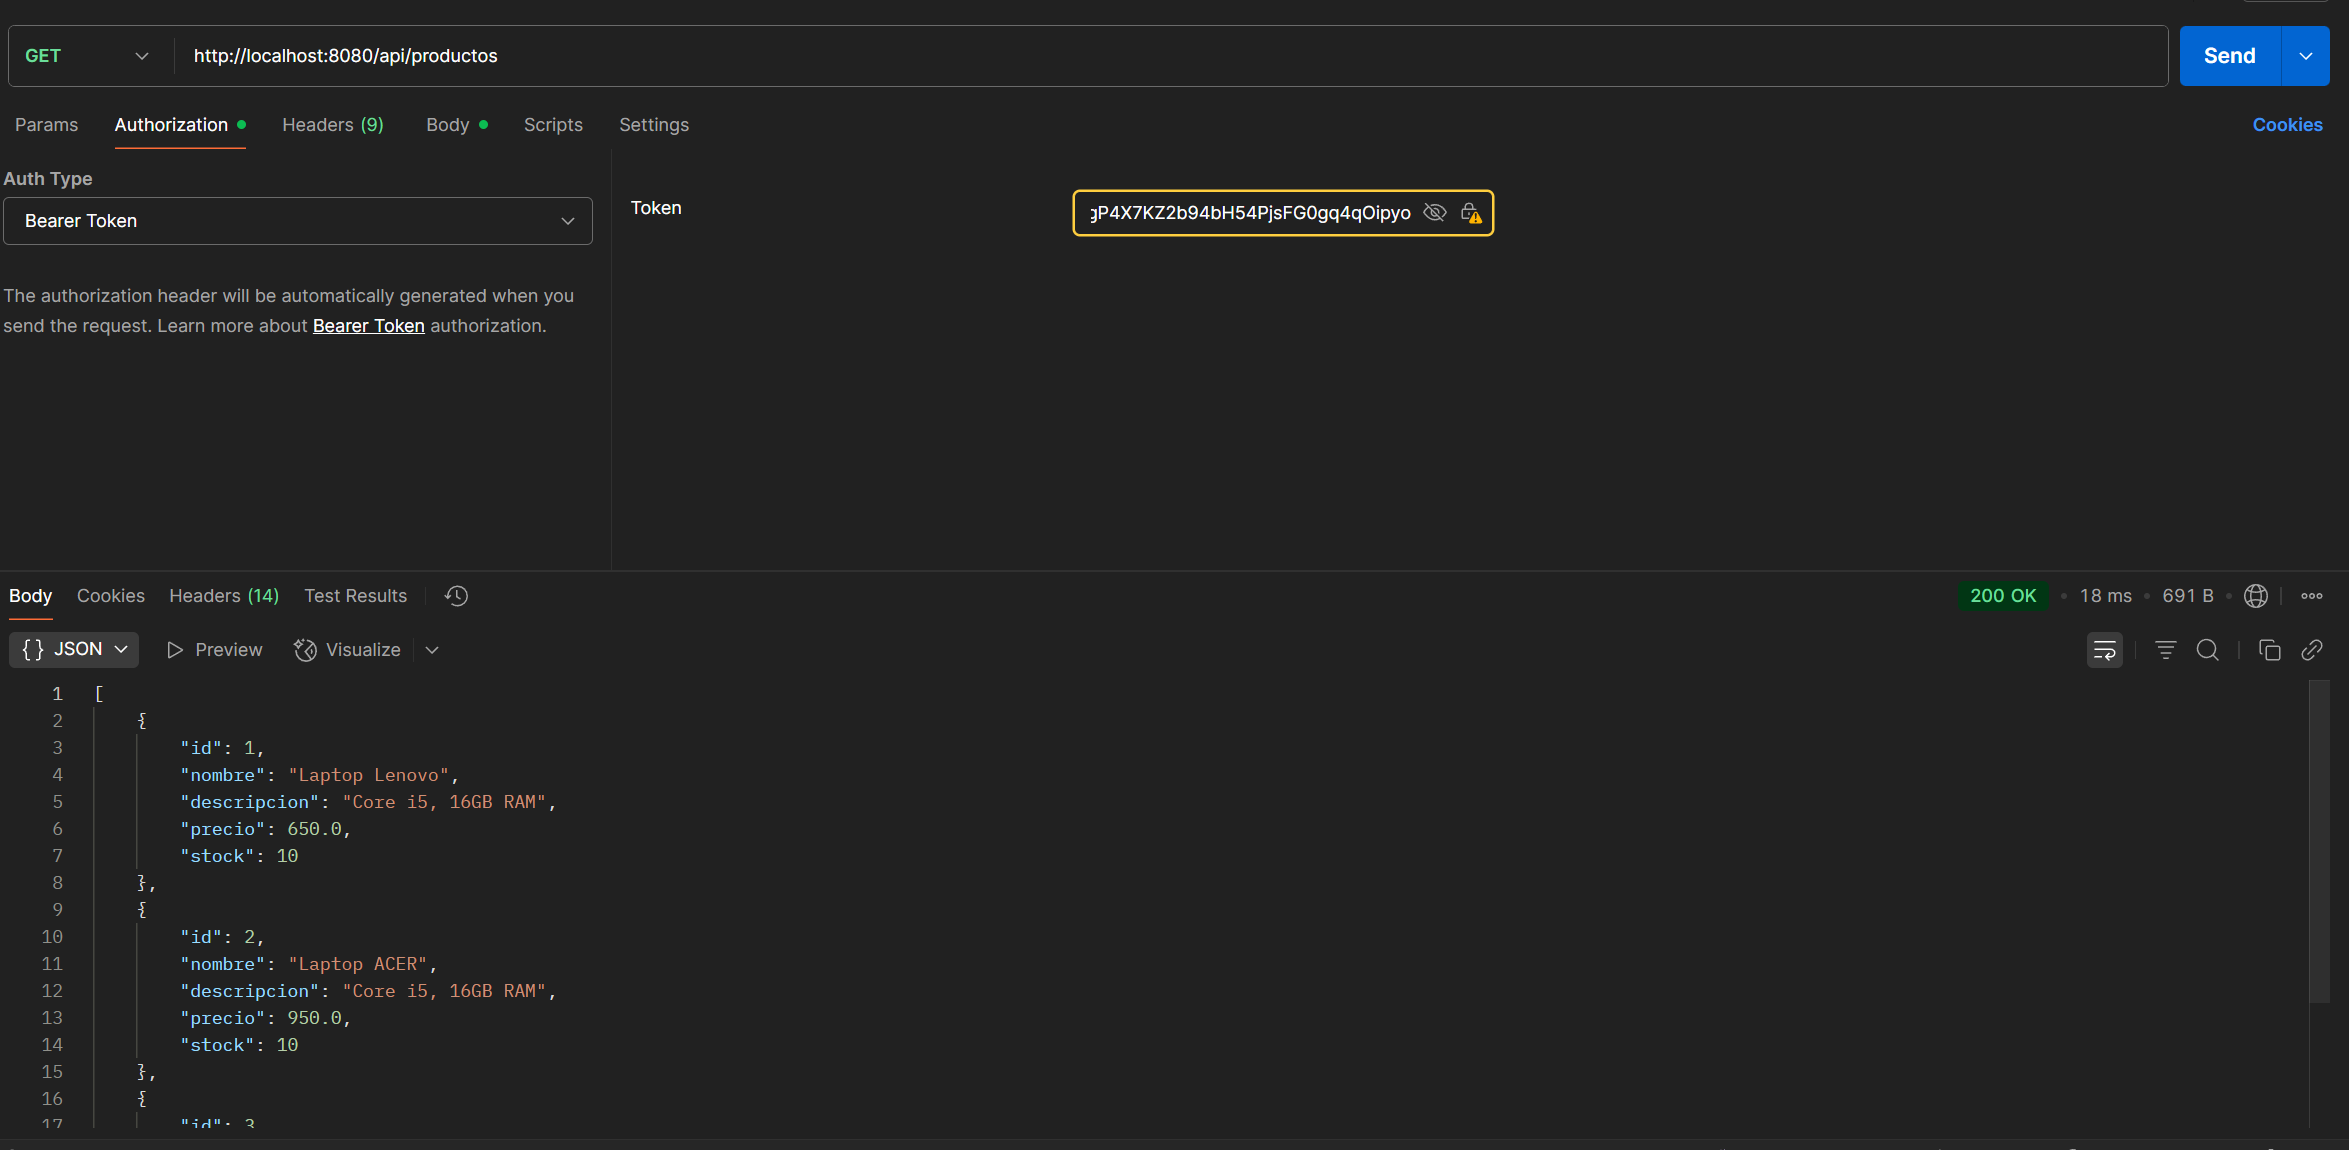 GET http://localhost:8080/api/productos Send
Params Authorization Headers (9) Body Scripts Settings Cookies
Auth Type
Bearer Token
Token
gP4X7KZ2b94bH54PjsFG0gq4qOipyo
The authorization header will be automatically generated when you
send the request. Learn more about Bearer Token authorization.
Body Cookies Headers (14) Test Results 200 OK • 18 ms • 691 B •
{} JSON Preview Visualize
1 [
2 {
3 "id": 1,
4 "nombre": "Laptop Lenovo",
5 "descripcion": "Core i5, 16GB RAM",
6 "precio": 650.0,
7 "stock": 10
8 },
9 {
10 "id": 2,
11 "nombre": "Laptop ACER",
12 "descripcion": "Core i5, 16GB RAM",
13 "precio": 950.0,
14 "stock": 10
15 },
16 {
17 "id": 3